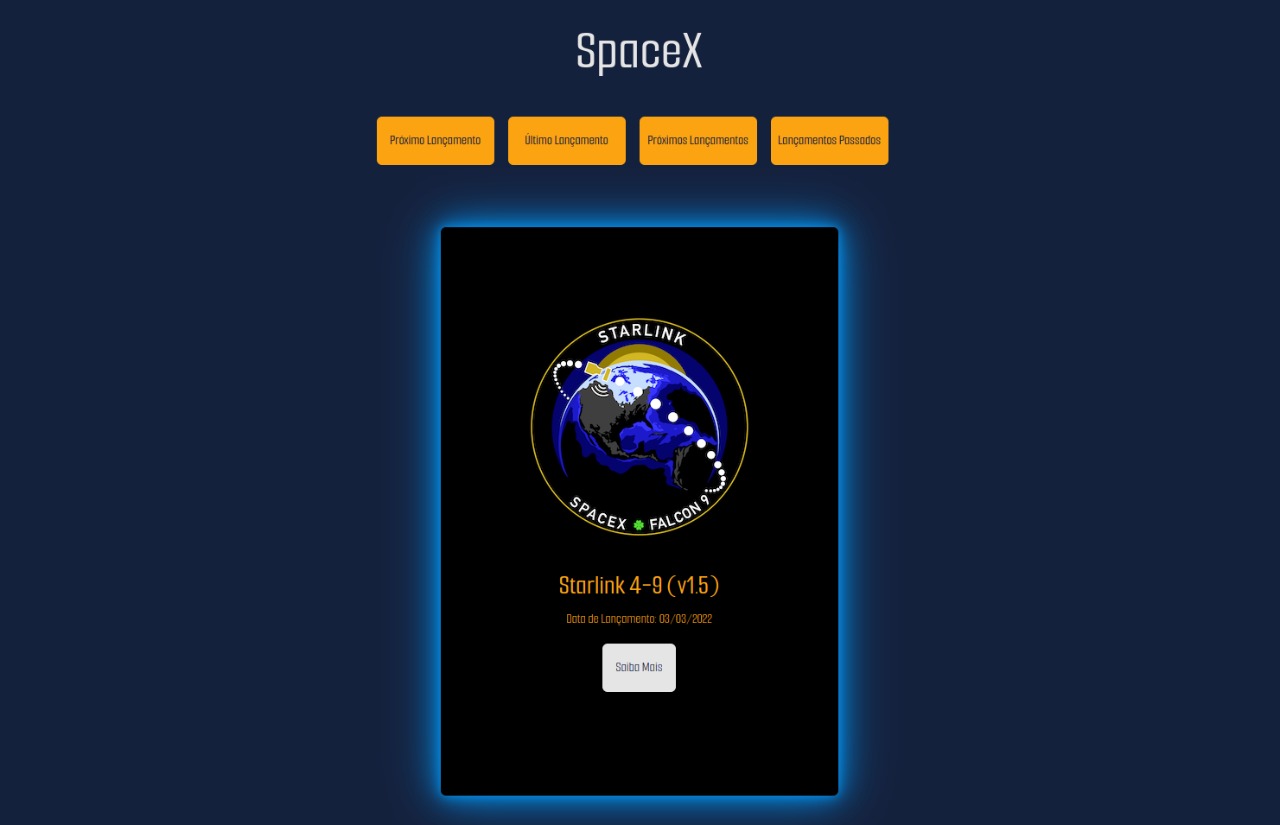 SpaceX
Próximo Lançamento
Último Lançamento
Próximos Lançamentos
Lançamentos Passados
STARLINK
SPACEX FALCON 9
Starlink 4-9 (v1.5)
Data de Lançamento: 03/03/2022
Saiba Mais